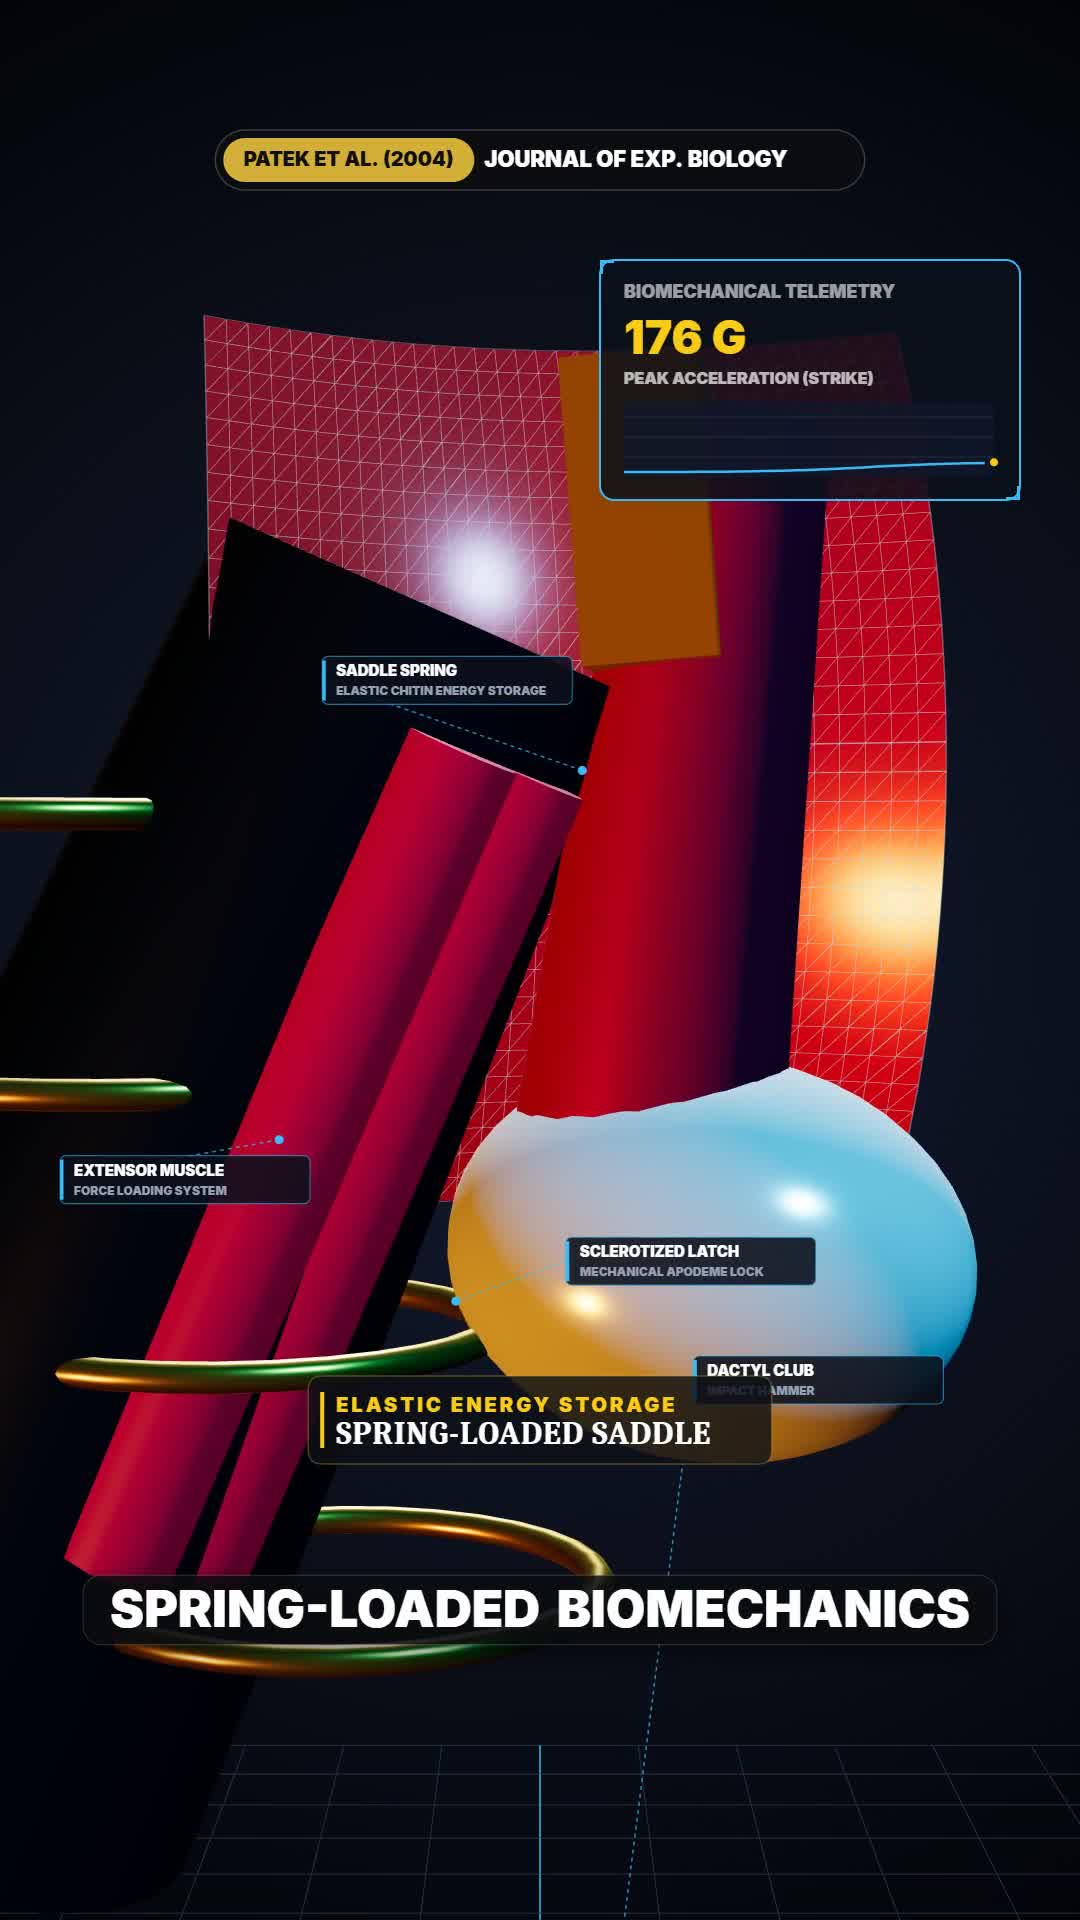 PATEK ET AL. (2004) JOURNAL OF EXP. BIOLOGY
BIOMECHANICAL TELEMETRY
176 G
PEAK ACCELERATION (STRIKE)
SADDLE SPRING
ELASTIC CHITIN ENERGY STORAGE
EXTENSOR MUSCLE
FORCE LOADING SYSTEM
SCLEROTIZED LATCH
MECHANICAL APODEME LOCK
DACTYL CLUB
IMPACT HAMMER
ELASTIC ENERGY STORAGE
SPRING-LOADED SADDLE
SPRING-LOADED BIOMECHANICS